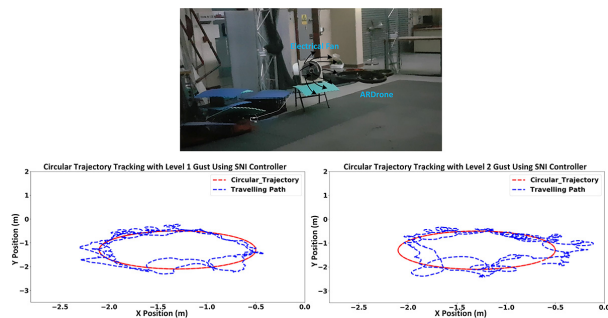 ectrical fan
ARDrone
Circular Trajectory Tracking with Level 1 Gust Using SNI Controller
2
Circular_Trajectory
Travelling Path
1
0
−1
−2
−3
Y Position (m)
−2.5 −2.0 −1.5 −1.0 −0.5 0.0
X Position (m)
Circular Trajectory Tracking with Level 2 Gust Using SNI Controller
2
Circular_Trajectory
Travelling Path
1
0
−1
−2
−3
Y Position (m)
−2.5 −2.0 −1.5 −1.0 −0.5 0.0
X Position (m)